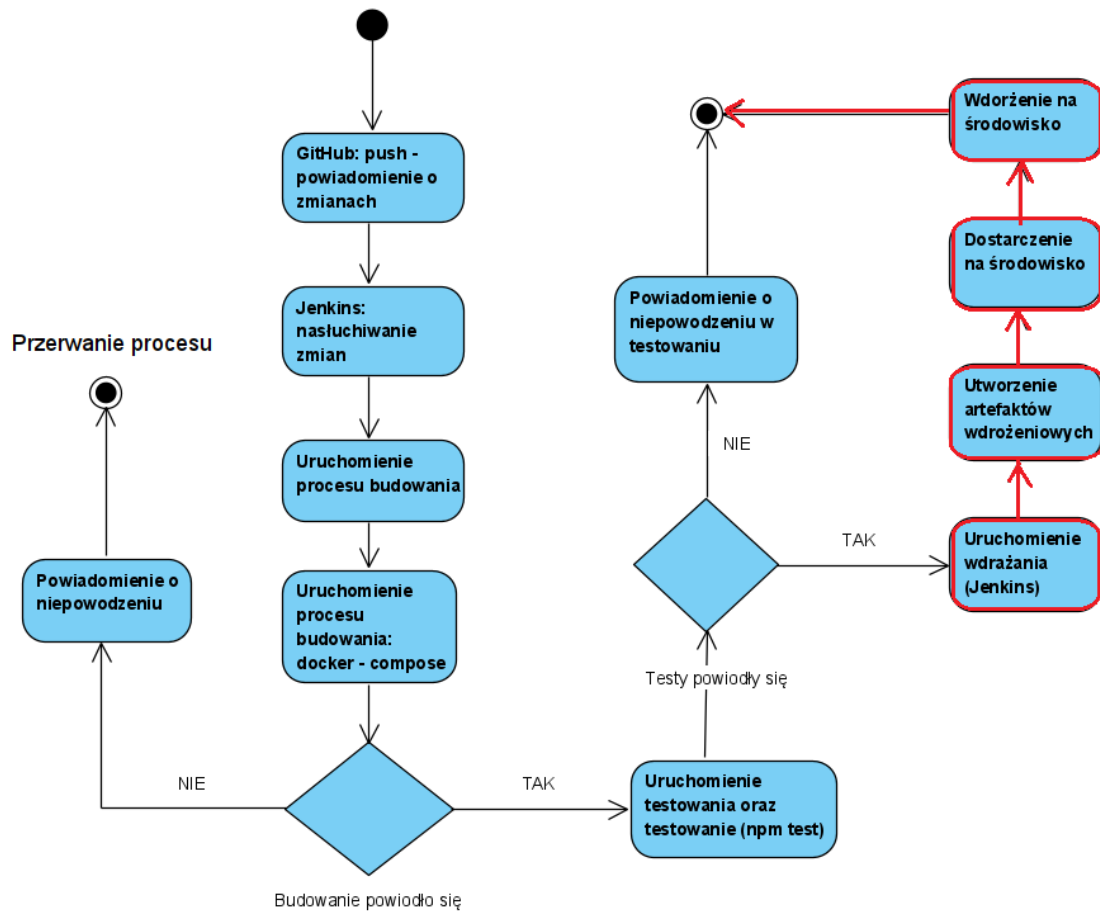 GitHub: push -
powiadomienie o
zmianach
Jenkins:
nasłuchiwanie
zmian
Uruchomienie
procesu budowania
Uruchomienie
procesu
budowania:
docker - compose
Budowanie powiodło się
NIE
Powiadomienie o
niepowodzeniu
Przerwanie procesu
TAK
Uruchomienie
testowania oraz
testowanie (npm test)
Testy powiodły się
NIE
Powiadomienie o
niepowodzeniu w
testowaniu
TAK
Uruchomienie
wdrażania
(Jenkins)
Utworzenie
artefaktów
wdrożeniowych
Dostarczenie
na środowisko
Wdorżenie na
środowisko